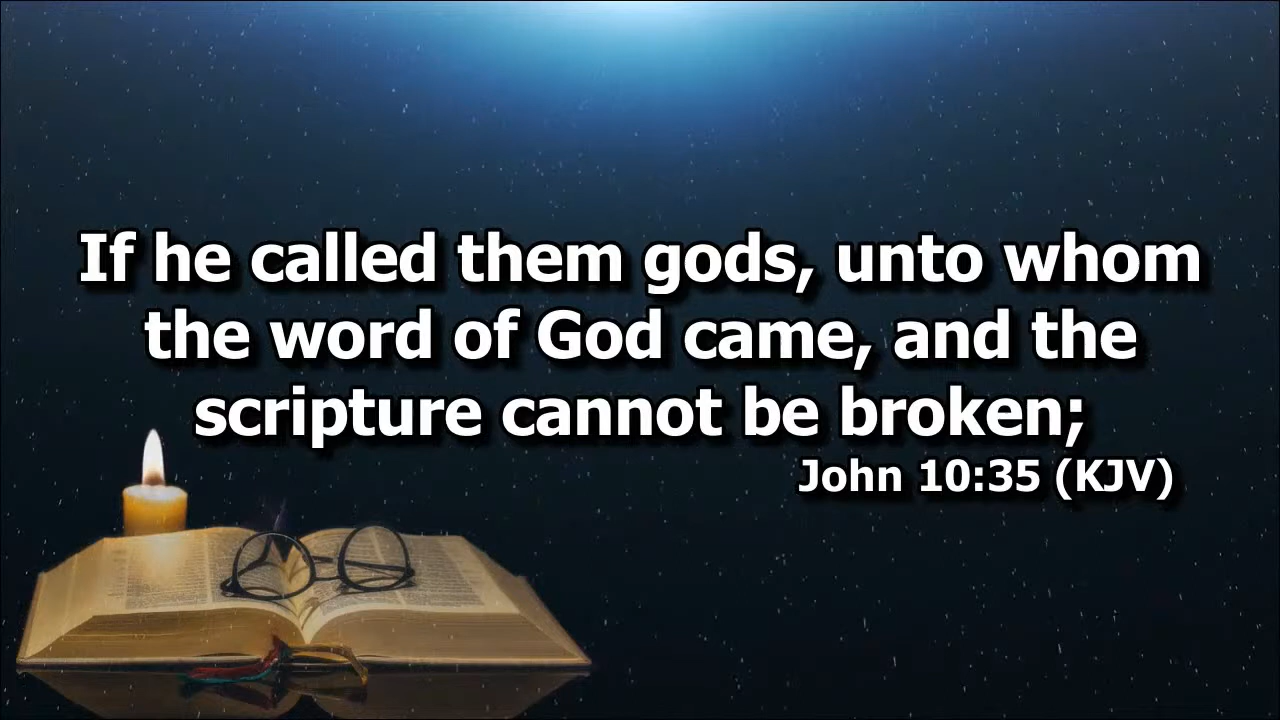 If he called them gods, unto whom
the word of God came, and the
scripture cannot be broken;
John 10:35 (KJV)